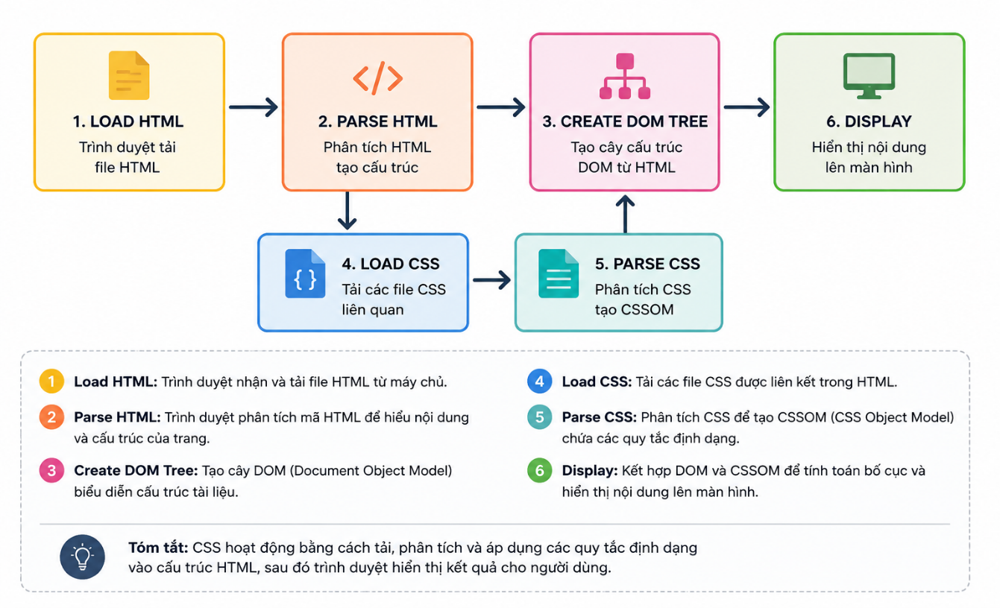 1. LOAD HTML
Trình duyệt tải
file HTML
2. PARSE HTML
Phân tích HTML
tạo cấu trúc
3. CREATE DOM TREE
Tạo cây cấu trúc
DOM từ HTML
6. DISPLAY
Hiển thị nội dung
lên màn hình
4. LOAD CSS
Tải các file CSS
liên quan
5. PARSE CSS
Phân tích CSS
tạo CSSOM
1 Load HTML: Trình duyệt nhận và tải file HTML từ máy chủ.
2 Parse HTML: Trình duyệt phân tích mã HTML để hiểu nội dung
và cấu trúc của trang.
3 Create DOM Tree: Tạo cây DOM (Document Object Model)
biểu diễn cấu trúc tài liệu.
4 Load CSS: Tải các file CSS được liên kết trong HTML.
5 Parse CSS: Phân tích CSS để tạo CSSOM (CSS Object Model)
chứa các quy tắc định dạng.
6 Display: Kết hợp DOM và CSSOM để tính toán bố cục và
hiển thị nội dung lên màn hình.
Tóm tắt: CSS hoạt động bằng cách tải, phân tích và áp dụng các quy tắc định dạng
vào cấu trúc HTML, sau đó trình duyệt hiển thị kết quả cho người dùng.